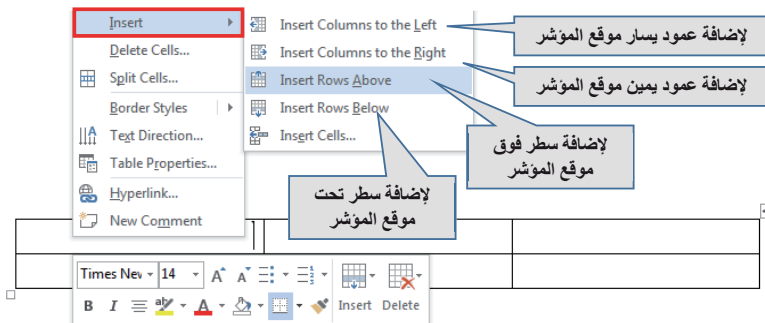 Insert
Delete Cells...
Split Cells...
Border Styles
Text Direction...
Table Properties...
Hyperlink...
New Comment
Insert Columns to the Left
Insert Columns to the Right
Insert Rows Above
Insert Rows Below
Insert Cells...
لإضافة عمود يسار موقع المؤشر
لإضافة عمود يمين موقع المؤشر
لإضافة سطر فوق
موقع المؤشر
لإضافة سطر تحت
موقع المؤشر
Times Nev 14
B I Insert Delete